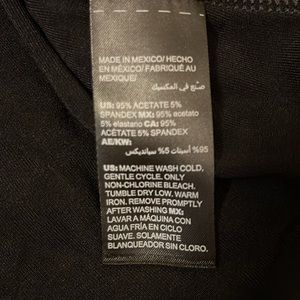 MADE IN MEXICO/ HECHO
EN MÉXICO/ FABRIQUÉ AU
MEXIQUE/
صنع في المكسيك
US: 95% ACETATE 5%
SPANDEX MX: 95% acetato
5% elastano CA: 95%
ACÉTATE 5% SPANDEX
AE/KW:
95% أسيتات 5% سبانديكس
US: MACHINE WASH COLD,
GENTLE CYCLE. ONLY
NON-CHLORINE BLEACH.
TUMBLE DRY LOW. WARM
IRON. REMOVE PROMPTLY
AFTER WASHING MX:
LAVAR A MÁQUINA CON
AGUA FRÍA EN CICLO
SUAVE. SOLAMENTE
BLANQUEADOR SIN CLORO.